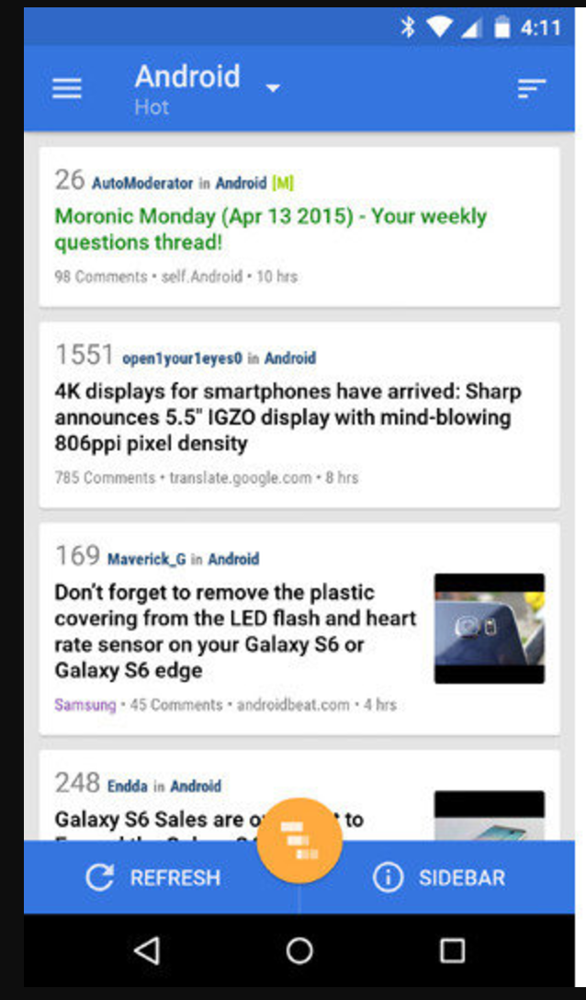 4:11
Android
Hot
26 AutoModerator in Android [M]
Moronic Monday (Apr 13 2015) - Your weekly
questions thread!
98 Comments • self.Android • 10 hrs
1551 open1your1eyes0 in Android
4K displays for smartphones have arrived: Sharp
announces 5.5" IGZO display with mind-blowing
806ppi pixel density
785 Comments • translate.google.com • 8 hrs
169 Maverick_G in Android
Don't forget to remove the plastic
covering from the LED flash and heart
rate sensor on your Galaxy S6 or
Galaxy S6 edge
Samsung • 45 Comments • androidbeat.com • 4 hrs
248 Endda in Android
Galaxy S6 Sales are to
REFRESH
SIDEBAR